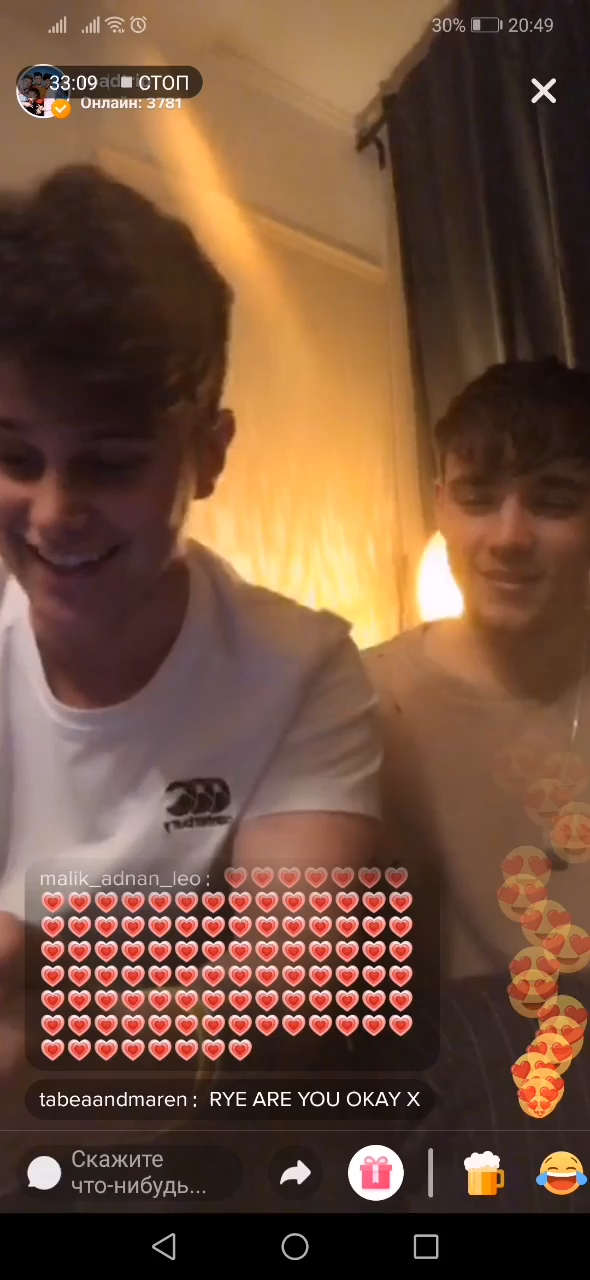 30% 20:49
33:09 СТОП
Онлайн: 3781
malik_adnan_leo :
tabeaandmaren : RYE ARE YOU OKAY X
Скажите
что-нибудь...